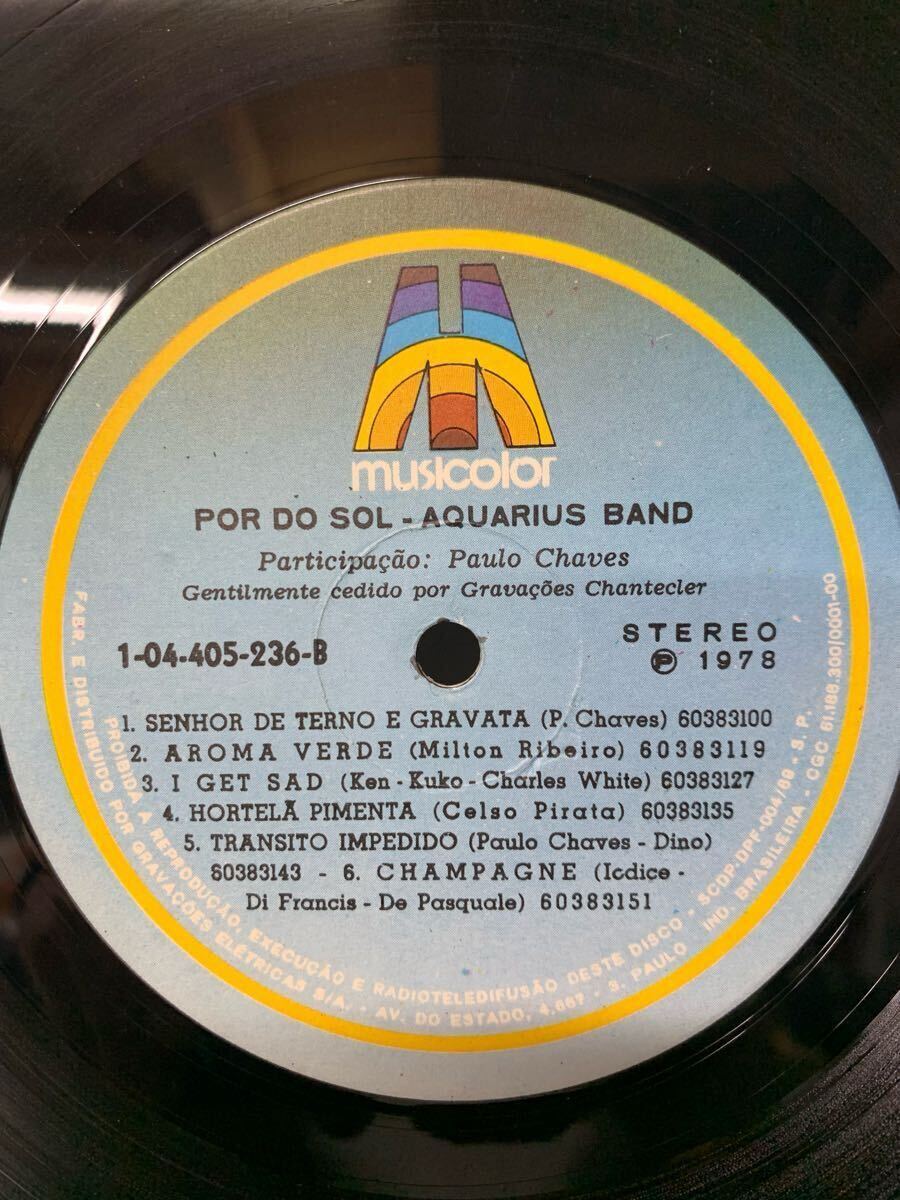 musicolor
POR DO SOL - AQUARIUS BAND
Participação: Paulo Chaves
Gentilmente cedido por Gravações Chantecler
1-04-405-236-B
STEREO
Ⓟ 1978
1. SENHOR DE TERNO E GRAVATA (P. Chaves) 60383100
2. AROMA VERDE (Milton Ribeiro) 60383119
3. I GET SAD (Ken - Kuko - Charles White) 60383127
4. HORTELÃ PIMENTA (Celso Pirata) 60383135
5. TRANSITO IMPEDIDO (Paulo Chaves - Dino)
60383143 - 6. CHAMPAGNE (Icdice -
Di Francis - De Pasquale) 60383151
PROIBIDA A REPRODUÇÃO, EXECUÇÃO E RADIOTELEDIFUSÃO DESTE DISCO - SCDP-DPF-004/69 - S. P.
FABR. E DISTRIBUIDO POR GRAVAÇÕES ELÉTRICAS S/A. - AV. DO ESTADO, 4.667 - S. PAULO IND. BRASILEIRA - CGC 61.186.300/0001-00